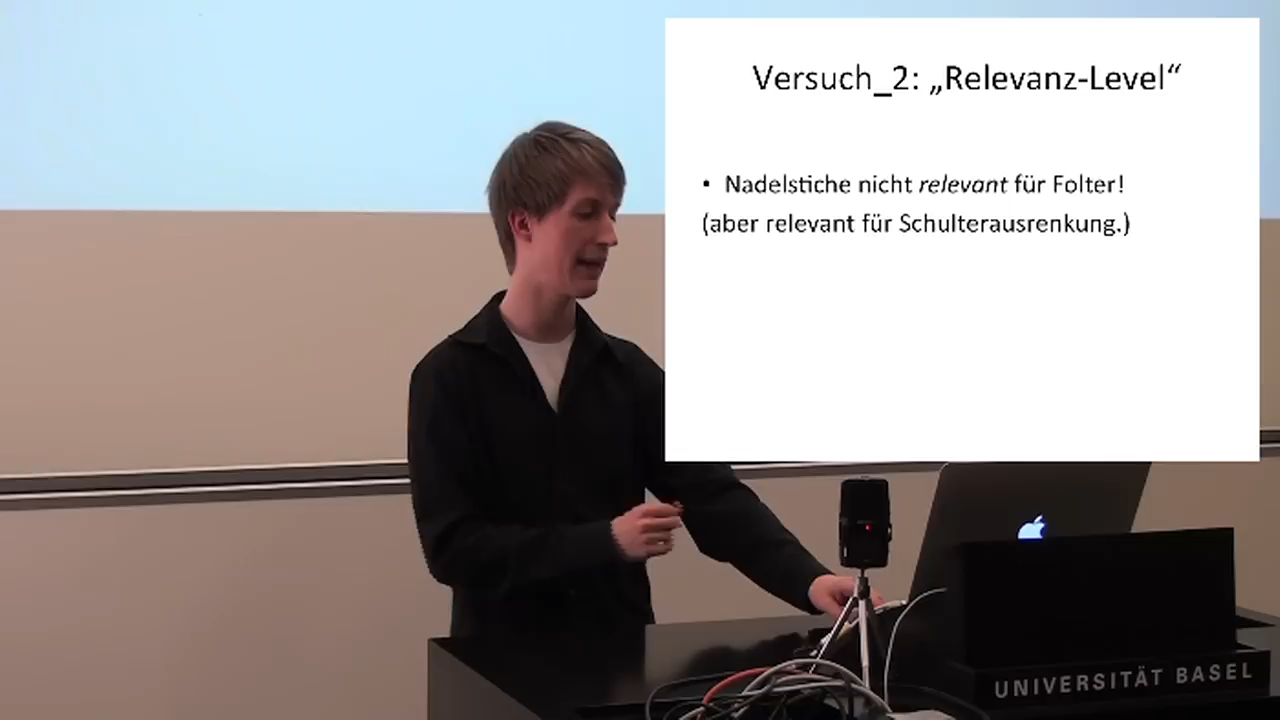 Versuch_2: „Relevanz-Level“
• Nadelstiche nicht relevant für Folter!
(aber relevant für Schulterausrenkung.)
UNIVERSITÄT BASEL